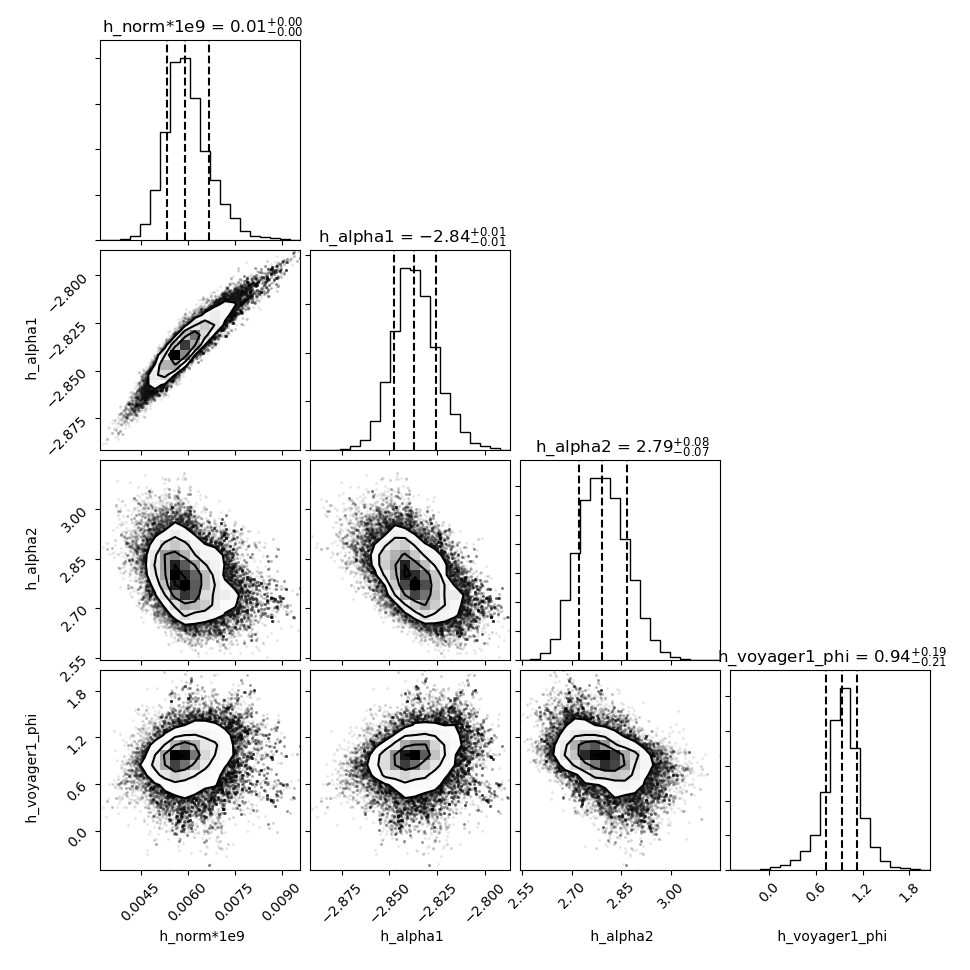 h_norm*1e9 = 0.01+0.00 −0.00
h_alpha1 = −2.84+0.01 −0.01
−2.800
−2.825
−2.850
−2.875
h_alpha1
h_alpha2 = 2.79+0.08 −0.07
3.00
2.85
2.70
2.55
h_alpha2
h_voyager1_phi = 0.94+0.19 −0.21
1.8
1.2
0.6
0.0
h_voyager1_phi
0.0045 0.0060 0.0075 0.0090
−2.875 −2.850 −2.825 −2.800
2.55 2.70 2.85 3.00
0.0 0.6 1.2 1.8
h_norm*1e9 h_alpha1 h_alpha2 h_voyager1_phi